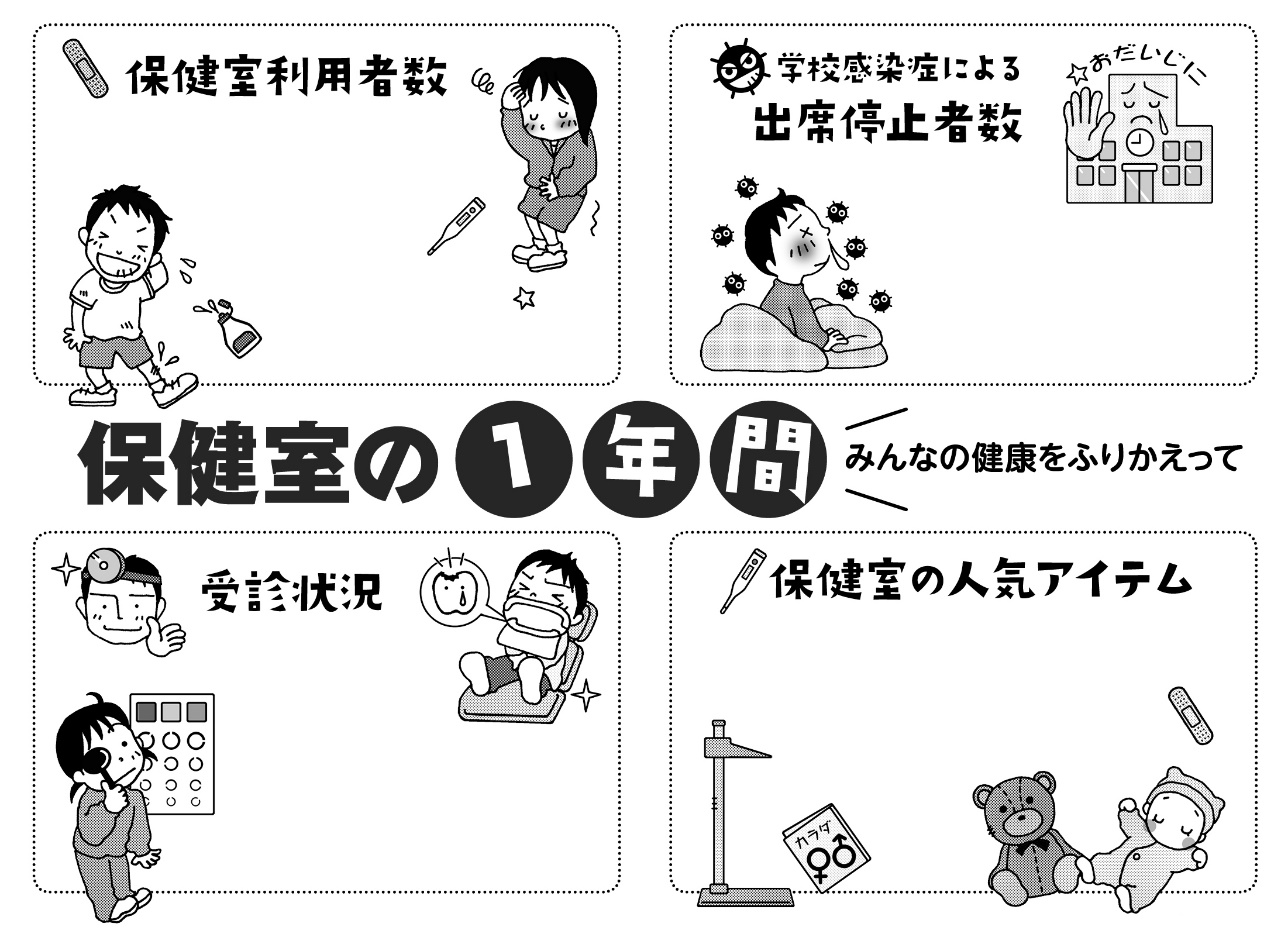 保健室利用者数
学校感染症による
出席停止者数
おだいじに
保健室の1年間
みんなの健康をふりかえって
受診状況
保健室の人気アイテム
カラダ